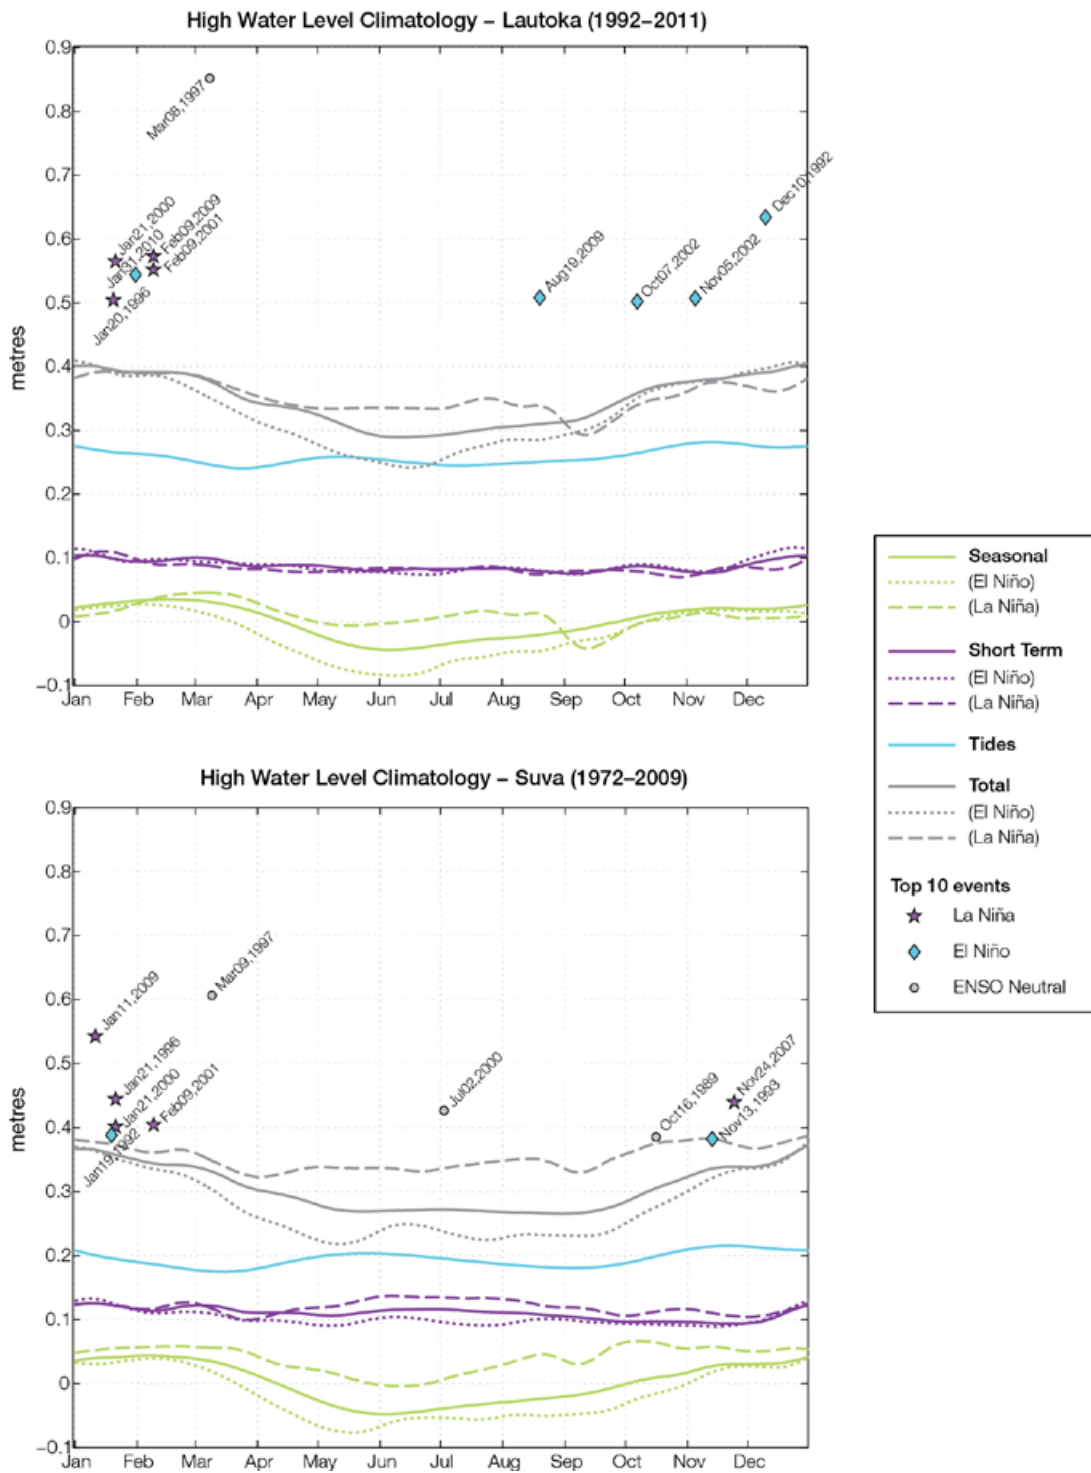 High Water Level Climatology – Lautoka (1992–2011)
0.9
0.8
0.7
0.6
0.5
0.4
0.3
0.2
0.1
0
−0.1
metres
Mar08,1997
Jan21,2000
Jan31,2010
Jan20,1996
Feb09,2009
Feb09,2001
Aug19,2009
Oct07,2002
Nov05,2002
Dec10,1992
Jan Feb Mar Apr May Jun Jul Aug Sep Oct Nov Dec
Seasonal
(El Niño)
(La Niña)
Short Term
(El Niño)
(La Niña)
Tides
Total
(El Niño)
(La Niña)
Top 10 events
La Niña
El Niño
ENSO Neutral
High Water Level Climatology – Suva (1972–2009)
0.9
0.8
0.7
0.6
0.5
0.4
0.3
0.2
0.1
0
−0.1
metres
Jan11,2009
Jan21,1996
Jan21,2000
Jan19,1992
Feb09,2001
Mar09,1997
Jul02,2000
Oct16,1989
Nov24,2007
Nov13,1993
Jan Feb Mar Apr May Jun Jul Aug Sep Oct Nov Dec